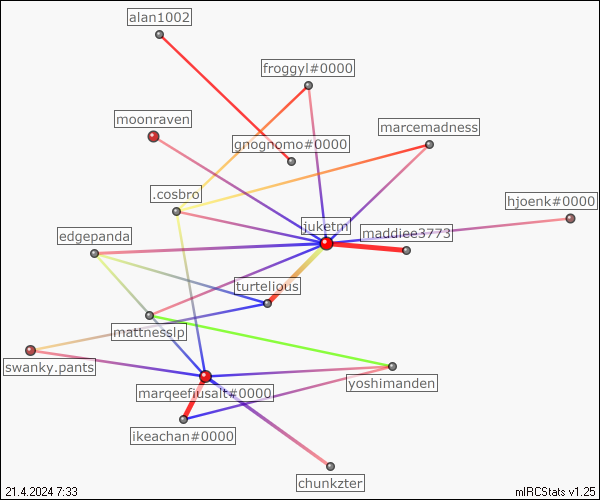 alan1002
froggyl#0000
moonraven
marcemadness
gnognomo#0000
.cosbro
hjoenk#0000
juketm
maddiee3773
edgepanda
turtelious
mattnesslp
swanky.pants
yoshimanden
marqeefiusalt#0000
ikeachan#0000
chunkzter
21.4.2024 7:33
mIRCStats v1.25